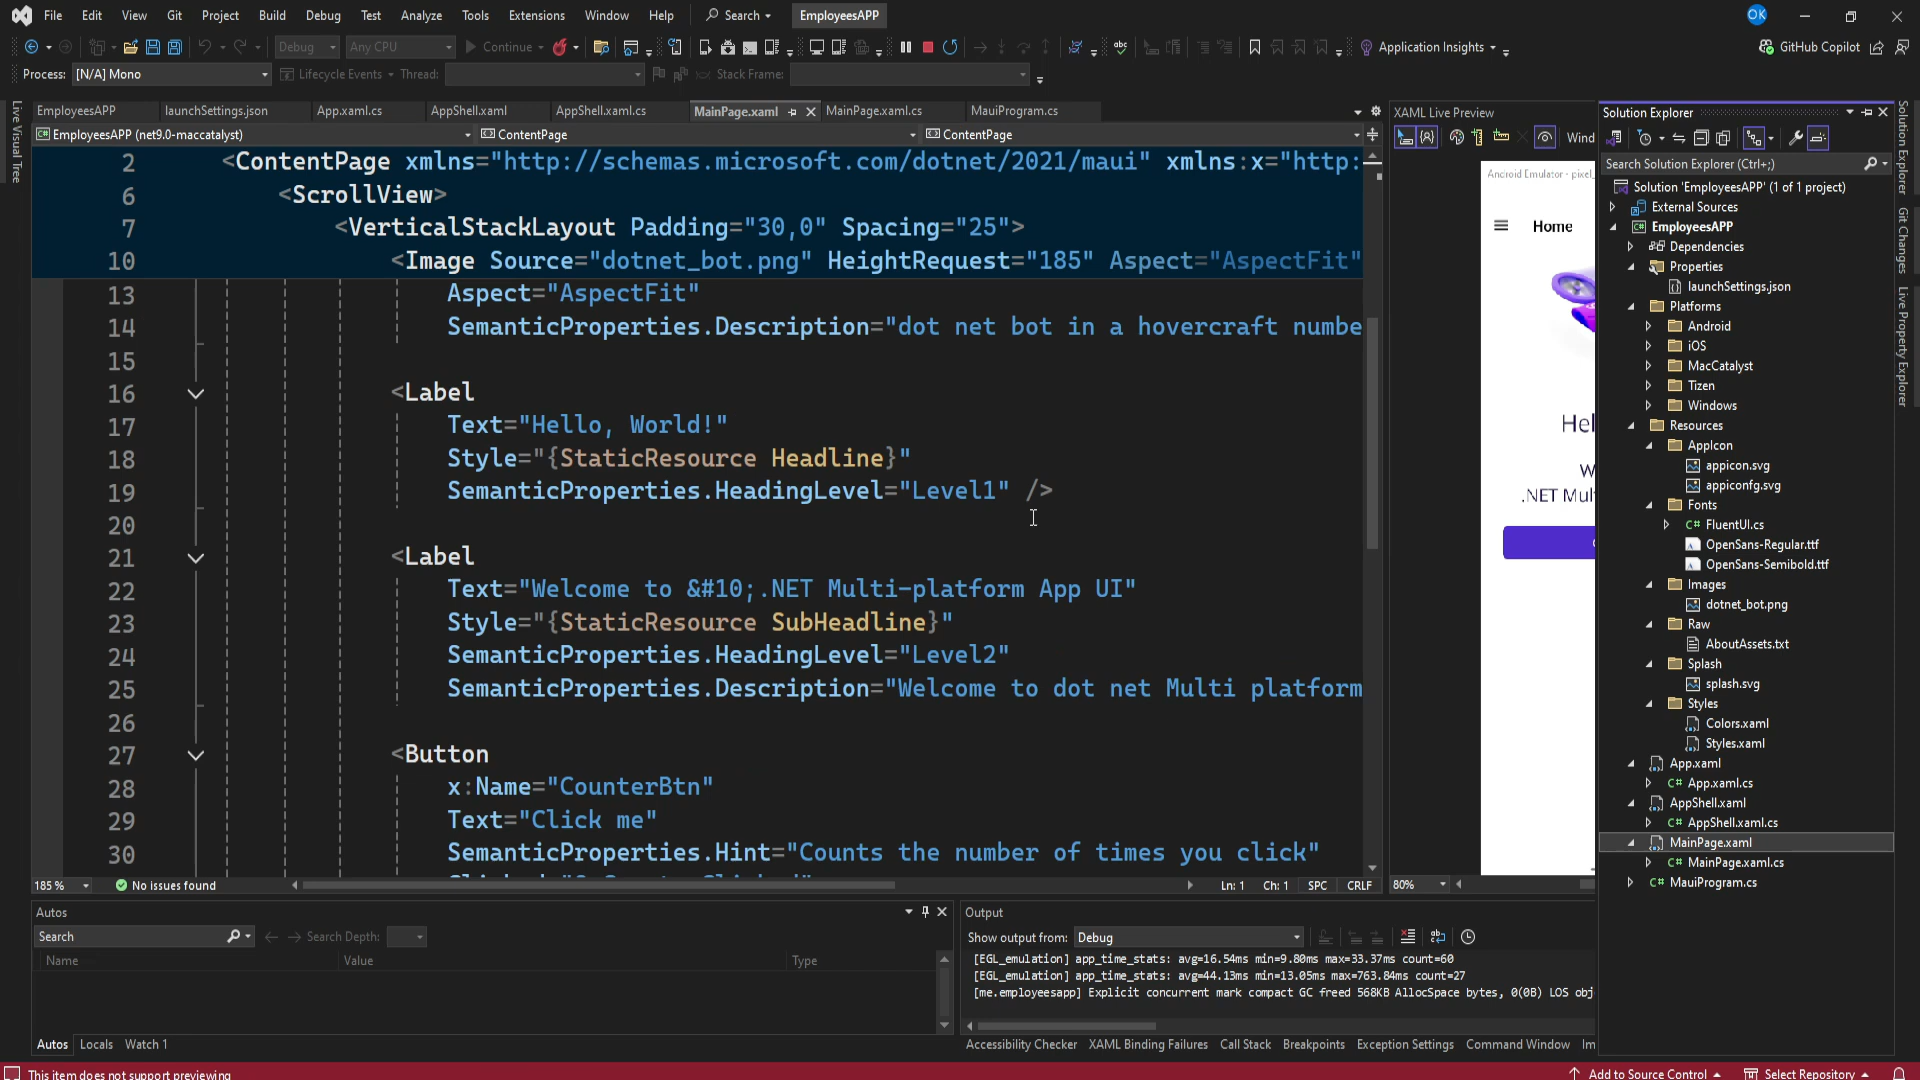 File Edit View Git Project Build Debug Test Analyze Tools Extensions Window Help Search EmployeesAPP OK
Debug Any CPU Continue Application Insights GitHub Copilot
Process: [N/A] Mono Lifecycle Events Thread: Stack Frame:
Live Visual Tree
EmployeesAPP launchSettings.json App.xaml.cs AppShell.xaml AppShell.xaml.cs MainPage.xaml MainPage.xaml.cs MauiProgram.cs
EmployeesAPP (net9.0-maccatalyst) ContentPage ContentPage
2 <ContentPage xmlns="http://schemas.microsoft.com/dotnet/2021/maui" xmlns:x="http:
6 <ScrollView>
7 <VerticalStackLayout Padding="30,0" Spacing="25">
10 <Image Source="dotnet_bot.png" HeightRequest="185" Aspect="AspectFit"
13 Aspect="AspectFit"
14 SemanticProperties.Description="dot net bot in a hovercraft numbe
15
16 <Label
17 Text="Hello, World!"
18 Style="{StaticResource Headline}"
19 SemanticProperties.HeadingLevel="Level1" />
20
21 <Label
22 Text="Welcome to &#10;.NET Multi-platform App UI"
23 Style="{StaticResource SubHeadline}"
24 SemanticProperties.HeadingLevel="Level2"
25 SemanticProperties.Description="Welcome to dot net Multi platform
26
27 <Button
28 x:Name="CounterBtn"
29 Text="Click me"
30 SemanticProperties.Hint="Counts the number of times you click"
185 % No issues found Ln: 1 Ch: 1 SPC CRLF
XAML Live Preview
Wind
Android Emulator - pixel_
Home
Hel
W
.NET Mul
80%
Solution Explorer
Search Solution Explorer (Ctrl+;)
Solution 'EmployeesAPP' (1 of 1 project)
External Sources
EmployeesAPP
Dependencies
Properties
launchSettings.json
Platforms
Android
iOS
MacCatalyst
Tizen
Windows
Resources
AppIcon
appicon.svg
appiconfg.svg
Fonts
C# FluentUI.cs
OpenSans-Regular.ttf
OpenSans-Semibold.ttf
Images
dotnet_bot.png
Raw
AboutAssets.txt
Splash
splash.svg
Styles
Colors.xaml
Styles.xaml
App.xaml
C# App.xaml.cs
AppShell.xaml
C# AppShell.xaml.cs
MainPage.xaml
C# MainPage.xaml.cs
C# MauiProgram.cs
Solution Explorer
Git Changes
Live Property Explorer
Autos
Search Search Depth:
Name Value Type
Autos Locals Watch 1
Output
Show output from: Debug
[EGL_emulation] app_time_stats: avg=16.54ms min=9.80ms max=33.37ms count=60
[EGL_emulation] app_time_stats: avg=44.13ms min=13.05ms max=763.84ms count=27
[me.employeesapp] Explicit concurrent mark compact GC freed 568KB AllocSpace bytes, 0(0B) LOS obj
Accessibility Checker XAML Binding Failures Call Stack Breakpoints Exception Settings Command Window Im
This item does not support previewing Add to Source Control Select Repository